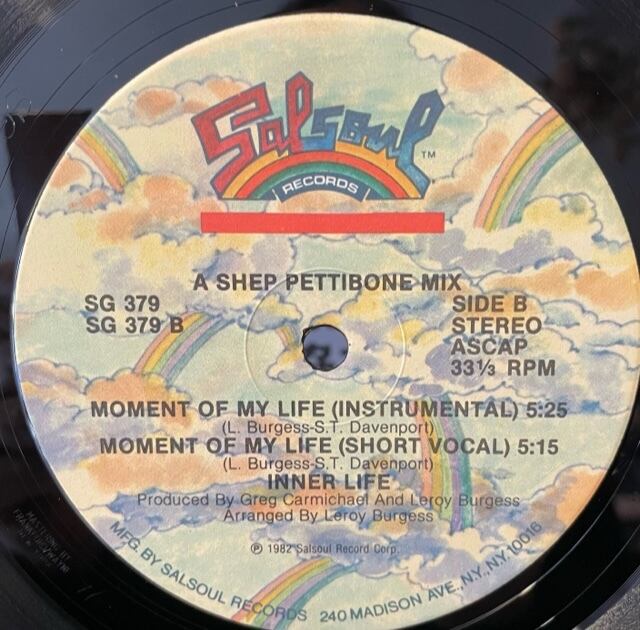 Salsoul TM
RECORDS
A SHEP PETTIBONE MIX
SG 379
SG 379 B
SIDE B
STEREO
ASCAP
33⅓ RPM
MOMENT OF MY LIFE (INSTRUMENTAL) 5:25
(L. Burgess-S.T. Davenport)
MOMENT OF MY LIFE (SHORT VOCAL) 5:15
(L. Burgess-S.T. Davenport)
INNER LIFE
Produced By Greg Carmichael And Leroy Burgess
Arranged By Leroy Burgess
℗ 1982 Salsoul Record Corp.
MFG. BY SALSOUL RECORDS 240 MADISON AVE., N.Y., N.Y. 10016